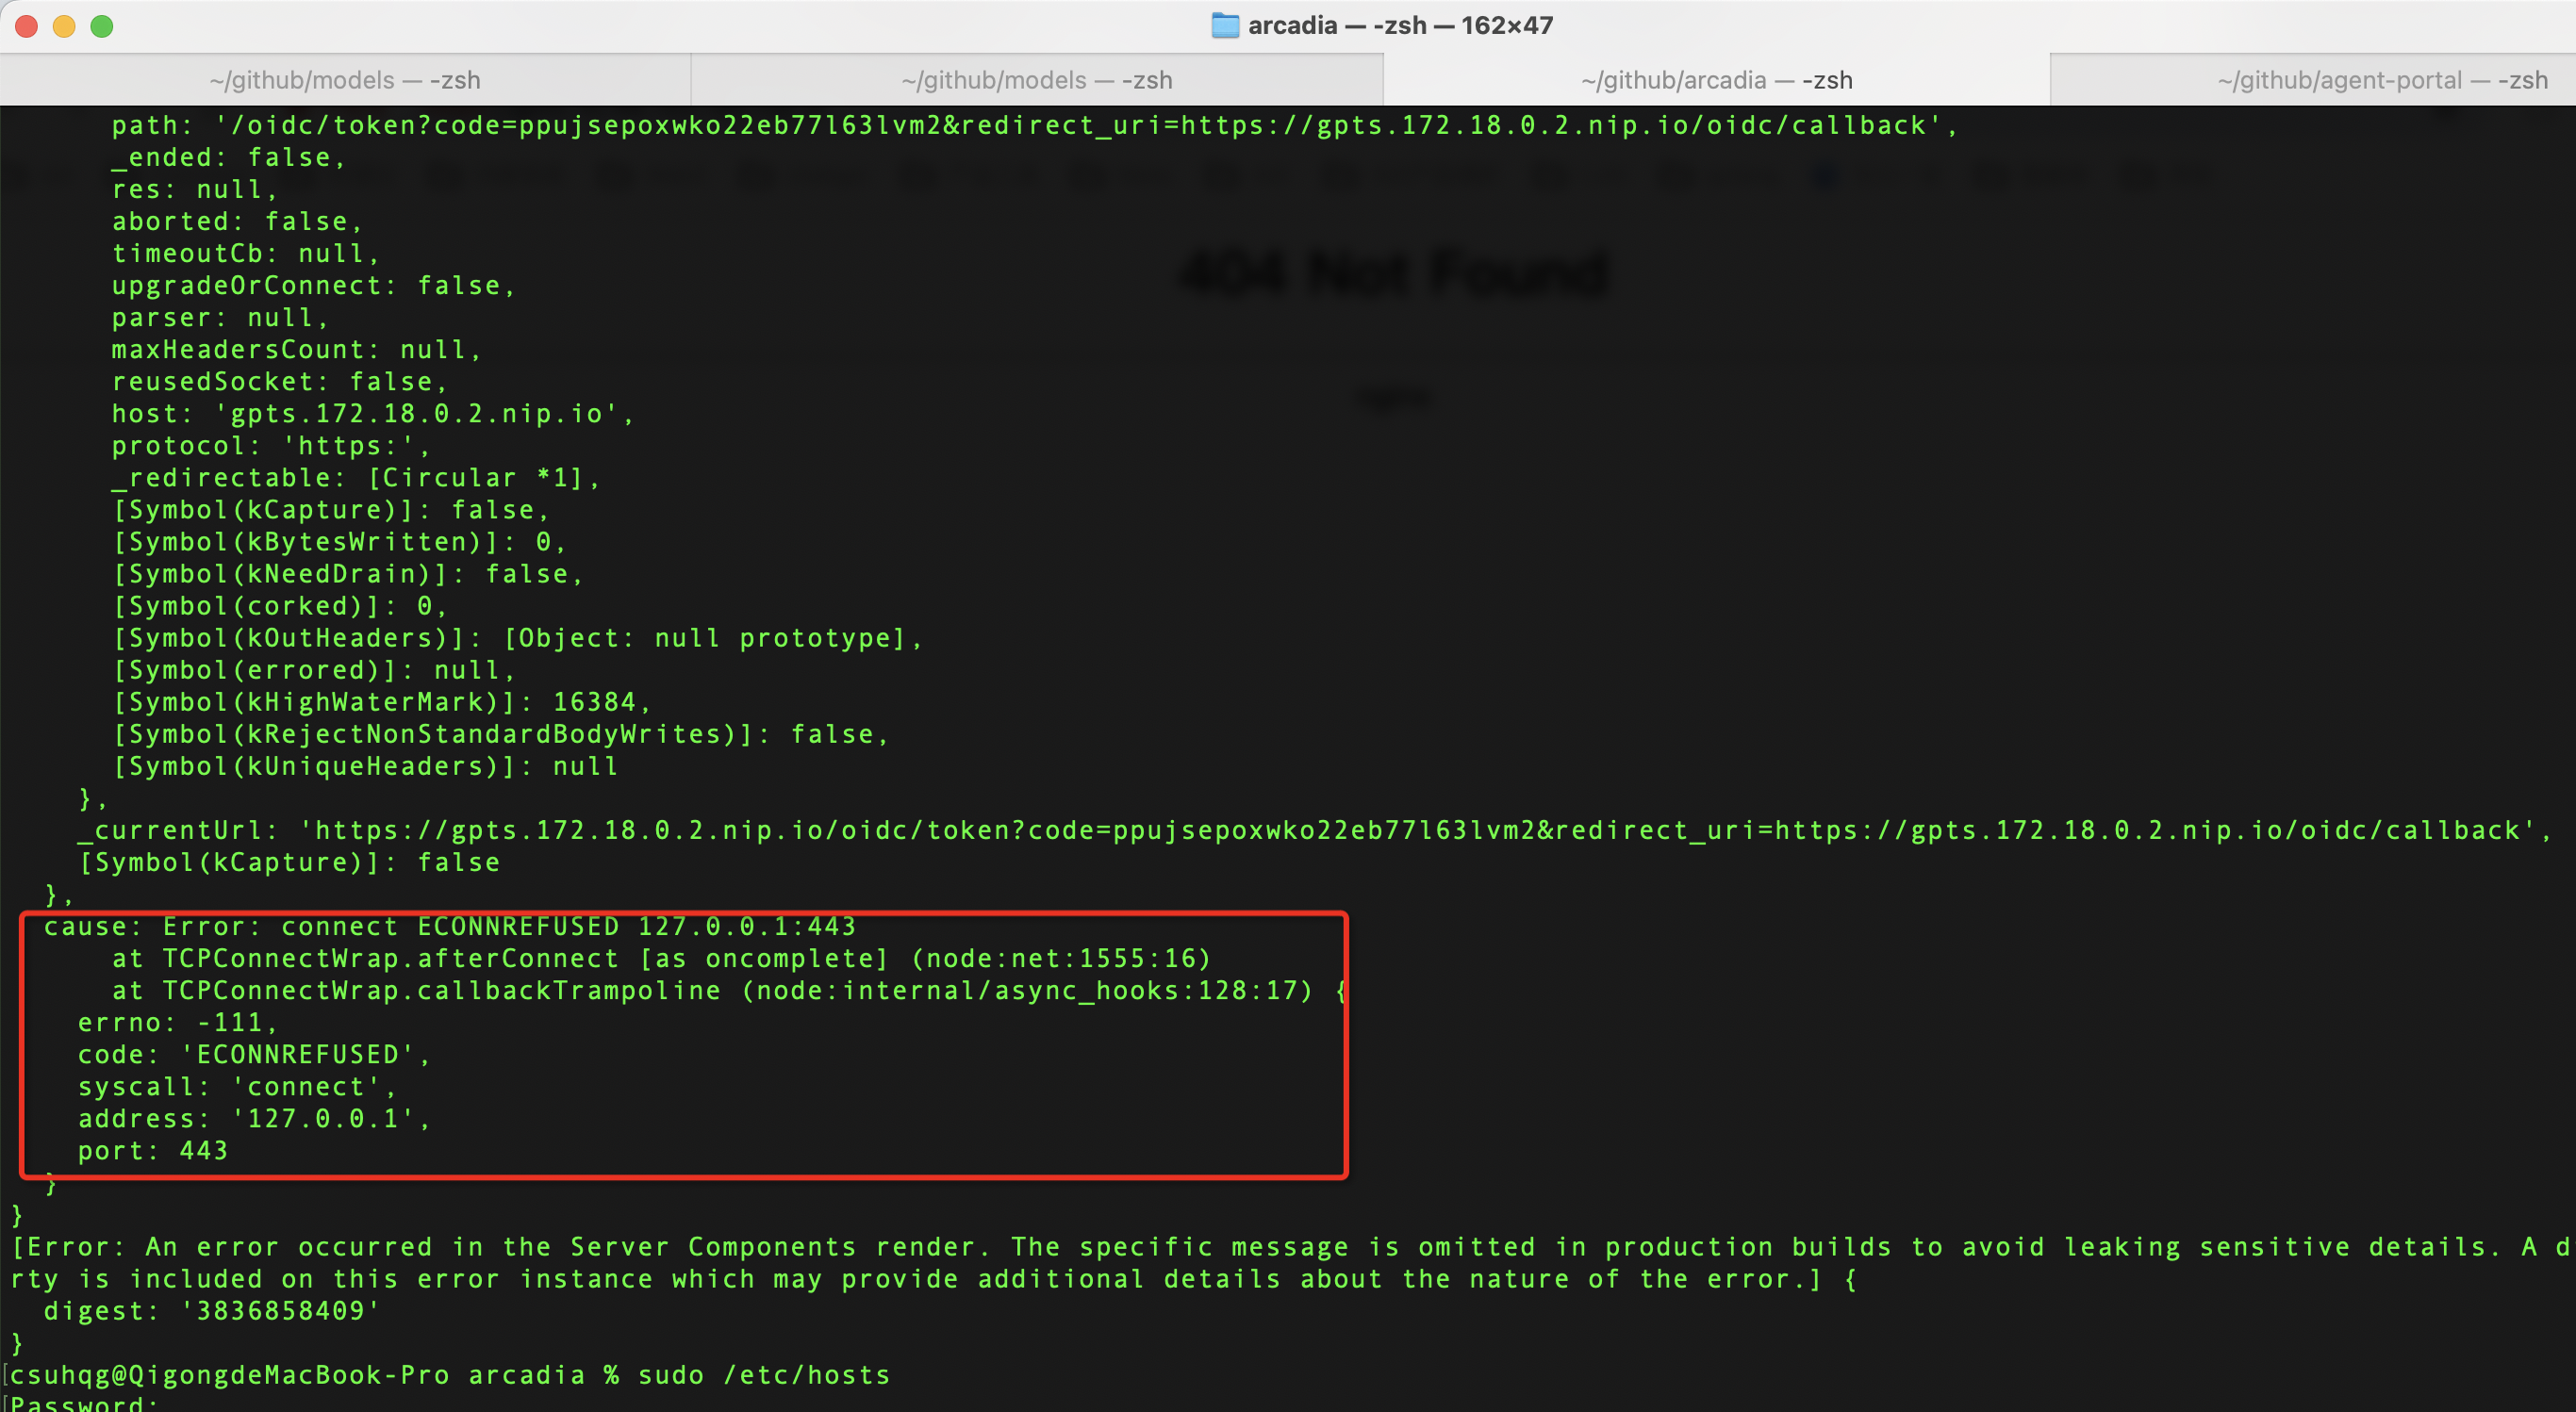 arcadia — -zsh — 162×47
~/github/models — -zsh
~/github/models — -zsh
~/github/arcadia — -zsh
~/github/agent-portal — -zsh
path: '/oidc/token?code=ppujsepoxwko22eb77l63lvm2&redirect_uri=https://gpts.172.18.0.2.nip.io/oidc/callback',
_ended: false,
res: null,
aborted: false,
timeoutCb: null,
upgradeOrConnect: false,
parser: null,
maxHeadersCount: null,
reusedSocket: false,
host: 'gpts.172.18.0.2.nip.io',
protocol: 'https:',
_redirectable: [Circular *1],
[Symbol(kCapture)]: false,
[Symbol(kBytesWritten)]: 0,
[Symbol(kNeedDrain)]: false,
[Symbol(corked)]: 0,
[Symbol(kOutHeaders)]: [Object: null prototype],
[Symbol(errored)]: null,
[Symbol(kHighWaterMark)]: 16384,
[Symbol(kRejectNonStandardBodyWrites)]: false,
[Symbol(kUniqueHeaders)]: null
},
_currentUrl: 'https://gpts.172.18.0.2.nip.io/oidc/token?code=ppujsepoxwko22eb77l63lvm2&redirect_uri=https://gpts.172.18.0.2.nip.io/oidc/callback',
[Symbol(kCapture)]: false
},
cause: Error: connect ECONNREFUSED 127.0.0.1:443
at TCPConnectWrap.afterConnect [as oncomplete] (node:net:1555:16)
at TCPConnectWrap.callbackTrampoline (node:internal/async_hooks:128:17) {
errno: -111,
code: 'ECONNREFUSED',
syscall: 'connect',
address: '127.0.0.1',
port: 443
}
}
[Error: An error occurred in the Server Components render. The specific message is omitted in production builds to avoid leaking sensitive details. A d
rty is included on this error instance which may provide additional details about the nature of the error.] {
digest: '3836858409'
}
[csuhqg@QigongdeMacBook-Pro arcadia % sudo /etc/hosts
[Password:
404 Not Found